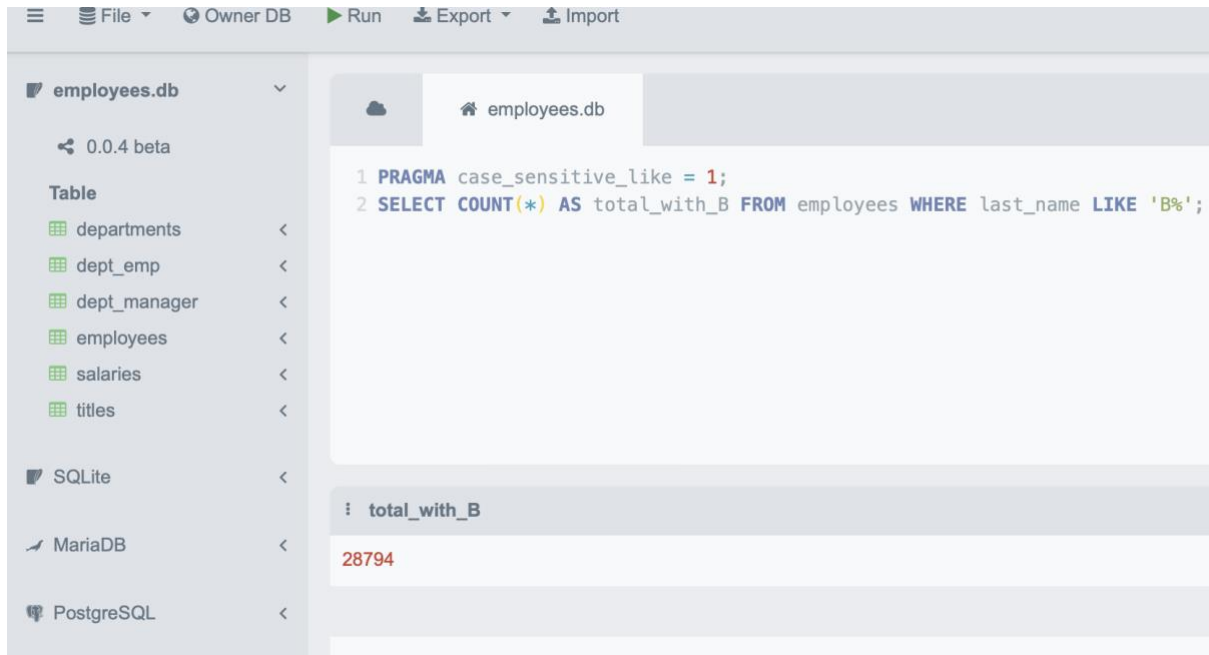 File Owner DB Run Export Import
employees.db
0.0.4 beta
Table
departments
dept_emp
dept_manager
employees
salaries
titles
SQLite
MariaDB
PostgreSQL
employees.db
1 PRAGMA case_sensitive_like = 1;
2 SELECT COUNT(*) AS total_with_B FROM employees WHERE last_name LIKE 'B%';
total_with_B
28794